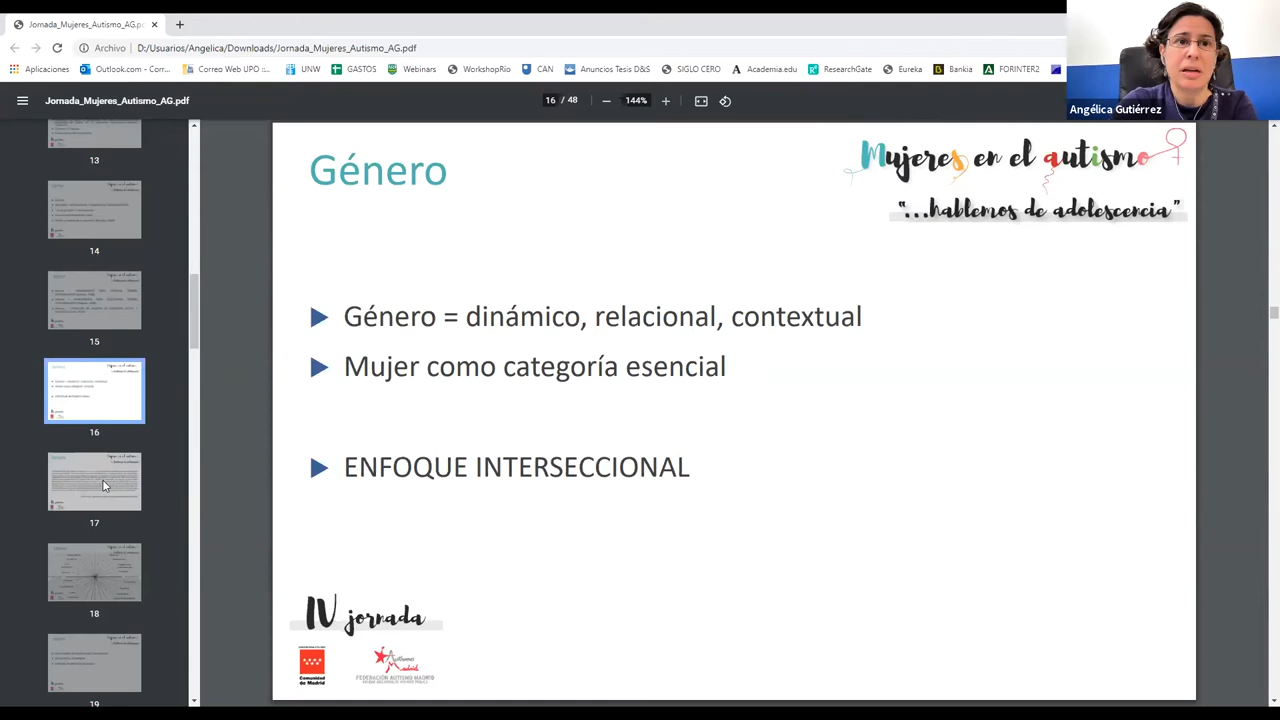 Jornada_Mujeres_Autismo_AG.pdf
Archivo
D:/Usuarios/Angelica/Downloads/Jornada_Mujeres_Autismo_AG.pdf
Aplicaciones
Outlook.com - Corr...
Correo Web UPO ::...
UNW
GASTOS
Webinars
WorkshopRio
CAN
Anuncios Tesis D&S
SIGLO CERO
Academia.edu
ResearchGate
Eureka
Bankia
FORINTER2
Angélica Gutiérrez
Jornada_Mujeres_Autismo_AG.pdf
16 / 48
144%
13
14
15
16
17
18
19
Género
Mujeres en el autismo
"...hablemos de adolescencia"
Género = dinámico, relacional, contextual
Mujer como categoría esencial
ENFOQUE INTERSECCIONAL
IV jornada
Comunidad
de Madrid
Autismo
Madrid
FEDERACIÓN AUTISMO MADRID